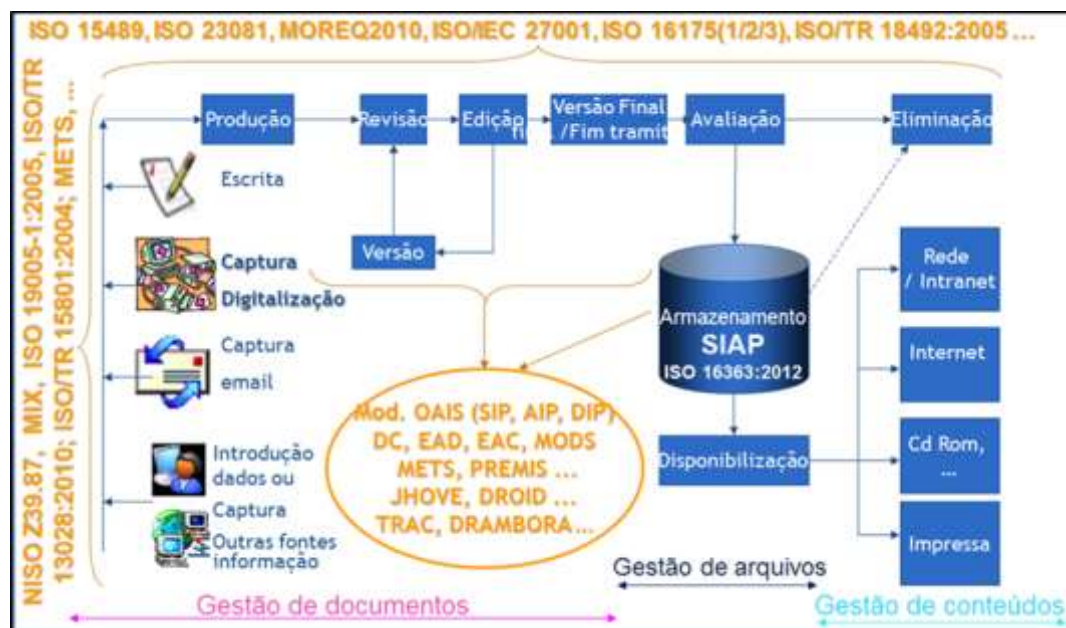 ISO 15489, ISO 23081, MOREQ2010, ISO/IEC 27001, ISO 16175(1/2/3), ISO/TR 18492:2005 ...
NISO Z39.87, MIX, ISO 19005-1:2005, ISO/TR
13028:2010; ISO/TR 15801:2004; METS, ...
Produção
Revisão
Edição
fi
Versão Final
/Fim tramit
Avaliação
Eliminação
Escrita
Versão
Captura
Digitalização
Captura
email
Introdução
dados ou
Captura
Outras fontes
informação
Mod. OAIS (SIP, AIP, DIP)
DC, EAD, EAC, MODS
METS, PREMIS ...
JHOVE, DROID ...
TRAC, DRAMBORA...
Armazenamento
SIAP
ISO 16363:2012
Disponibilização
Rede
/ Intranet
Internet
Cd Rom,
...
Impressa
Gestão de documentos
Gestão de arquivos
Gestão de conteúdos